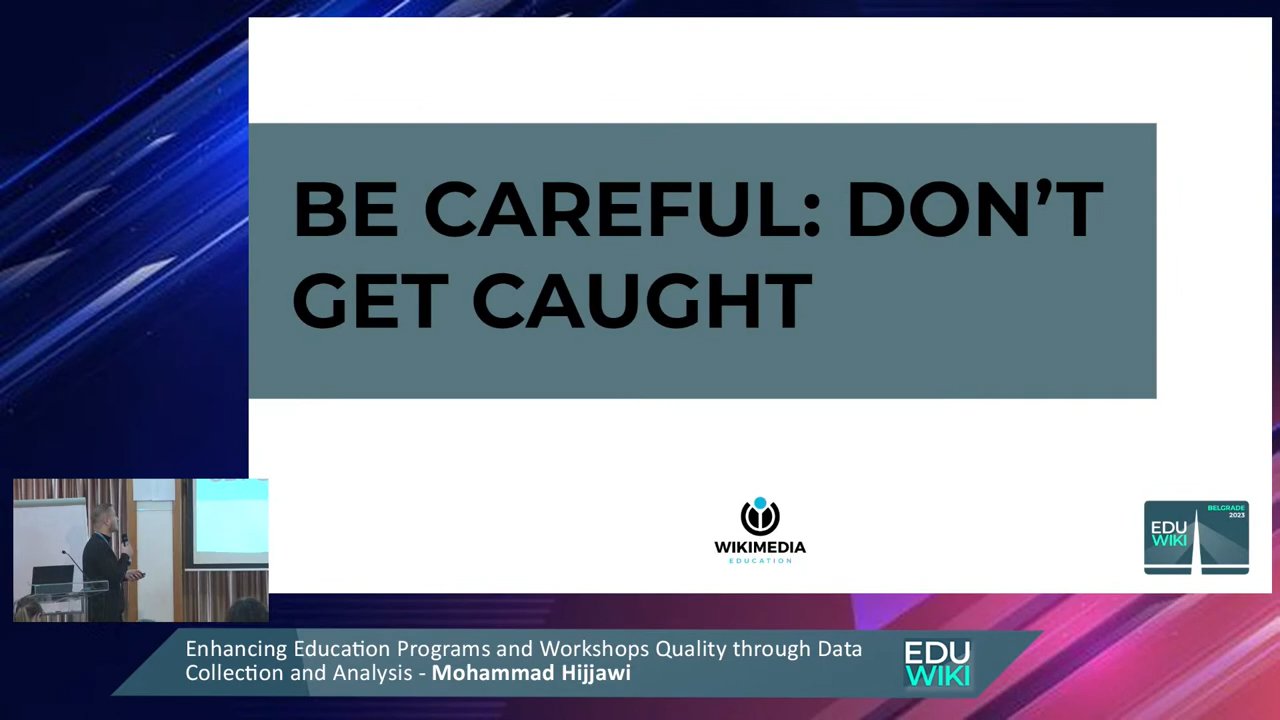 BE CAREFUL: DON’T
GET CAUGHT
WIKIMEDIA
EDUCATION
BELGRADE
2023
EDU
WIKI
Enhancing Education Programs and Workshops Quality through Data
Collection and Analysis - Mohammad Hijjawi
EDU
WIKI